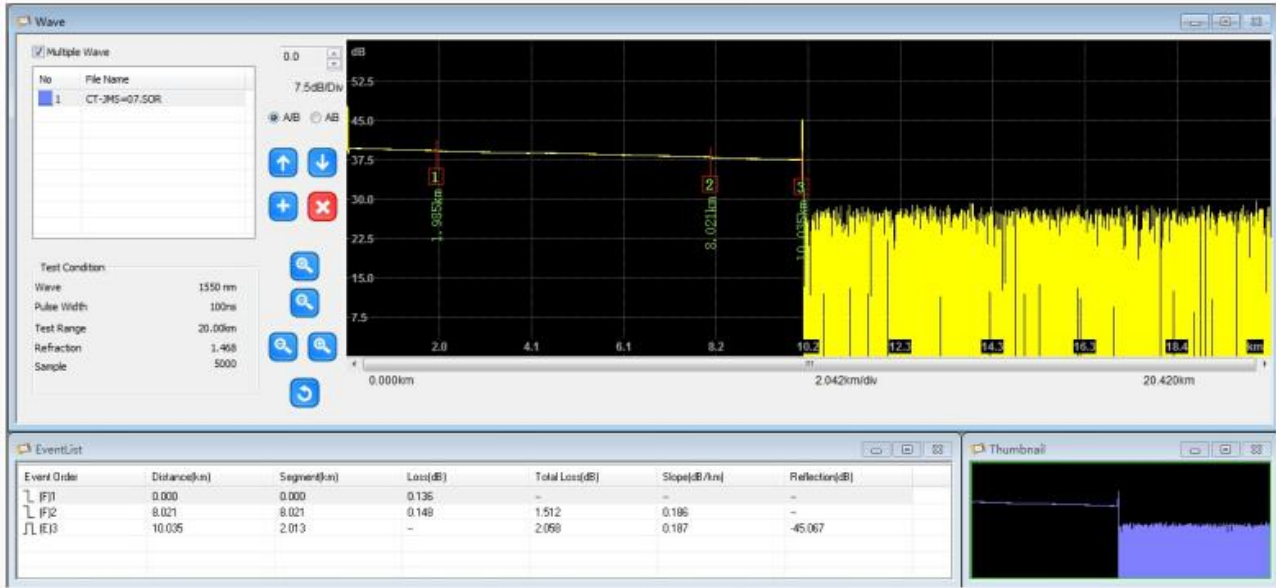 Wave
Multiple Wave
No File Name
1 CT-JMS=07.SOR
0.0
7.5dB/Div
A/B AB
Test Condition
Wave 1550 nm
Pulse Width 100ns
Test Range 20.00km
Refraction 1.468
Sample 5000
dB
52.5
45.0
37.5
30.0
22.5
15.0
7.5
1
1.985km
2
8.021km
3
10.035km
2.0 4.1 6.1 8.2 10.2 12.3 14.3 16.3 18.4 km
0.000km 2.042km/div 20.420km
EventList
Event Order Distance(km) Segment(km) Loss(dB) Total Loss(dB) Slope(dB/km) Reflection(dB)
(F)1 0.000 0.000 0.136 – – –
(F)2 8.021 8.021 0.148 1.512 0.186 –
(E)3 10.035 2.013 – 2.058 0.187 -45.067
Thumbnail